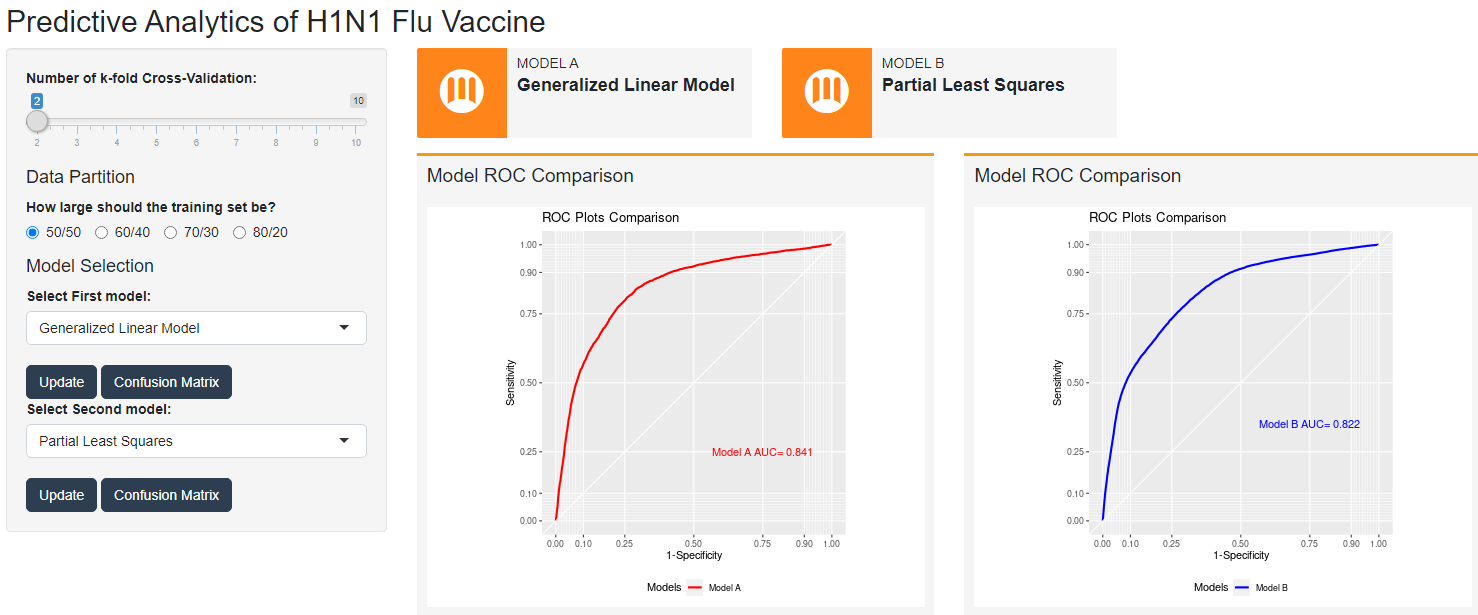 Predictive Analytics of H1N1 Flu Vaccine
Number of k-fold Cross-Validation:
2 10
2 3 4 5 6 7 8 9 10
Data Partition
How large should the training set be?
50/50 60/40 70/30 80/20
Model Selection
Select First model:
Generalized Linear Model
Update Confusion Matrix
Select Second model:
Partial Least Squares
Update Confusion Matrix
MODEL A
Generalized Linear Model
MODEL B
Partial Least Squares
Model ROC Comparison
ROC Plots Comparison
1.00
0.90
0.75
0.50
0.25
0.10
0.00
Sensitivity
Model A AUC= 0.841
0.00 0.10 0.25 0.50 0.75 0.90 1.00
1-Specificity
Models Model A
Model ROC Comparison
ROC Plots Comparison
1.00
0.90
0.75
0.50
0.25
0.10
0.00
Sensitivity
Model B AUC= 0.822
0.00 0.10 0.25 0.50 0.75 0.90 1.00
1-Specificity
Models Model B